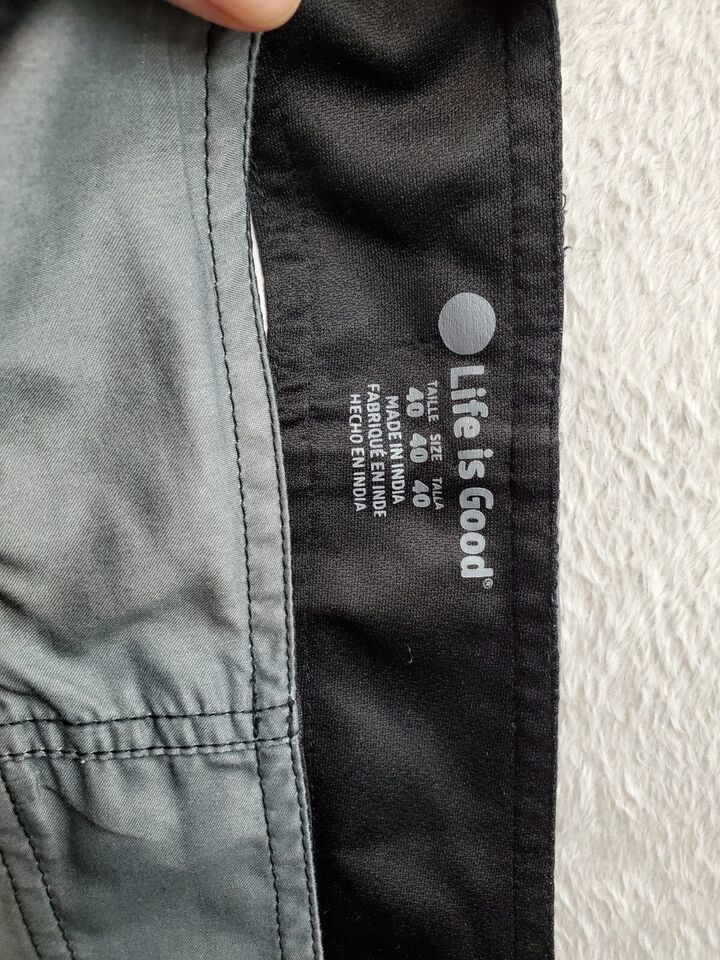 Life is Good®
TAILLE SIZE TALLA
40 40 40
MADE IN INDIA
FABRIQUÉ EN INDE
HECHO EN INDIA